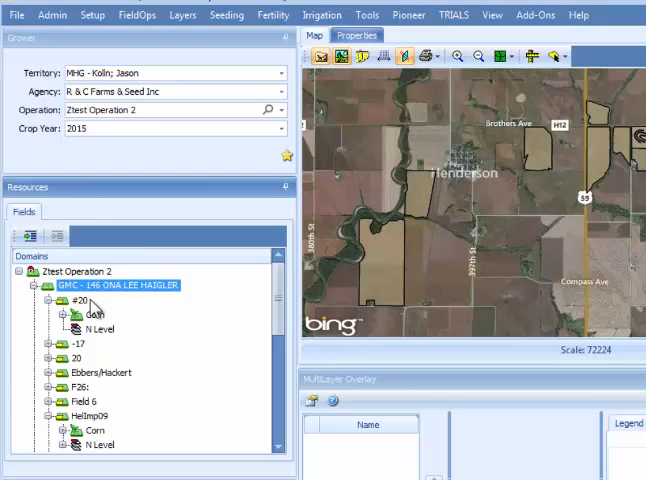 File Admin Setup FieldOps Layers Seeding Fertility Irrigation Tools Pioneer TRIALS View Add-Ons Help
Grower
Territory: MHG - Kolln; Jason
Agency: R & C Farms & Seed Inc
Operation: Ztest Operation 2
Crop Year: 2015
Resources
Fields
Domains
Ztest Operation 2
GMC - 146 ONA LEE HAIGLER
#20
N Level
-17
20
Ebbers/Hackert
F26:
Field 6
HelImp09
Corn
N Level
Map Properties
Brothers Ave
H12
Henderson
59
380th St
397th St
Compass Ave
bing
Scale: 72224
MultiLayer Overlay
Name
Legend